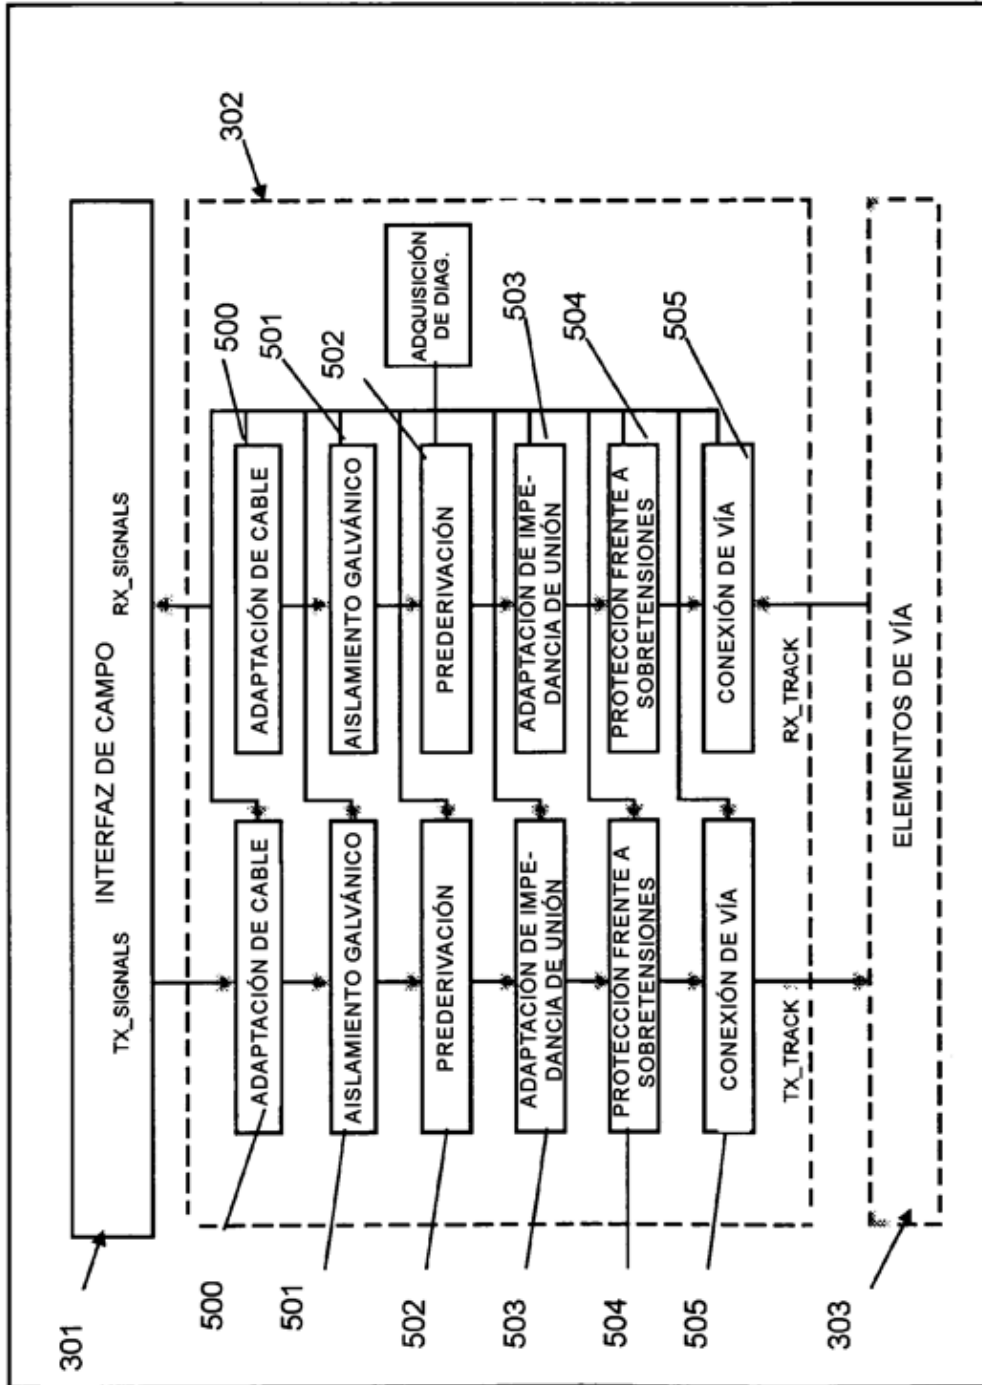 302
INTERFAZ DE CAMPO
TX_SIGNALS
RX_SIGNALS
301
500
ADAPTACIÓN DE CABLE
ADAPTACIÓN DE CABLE
500
501
AISLAMIENTO GALVÁNICO
AISLAMIENTO GALVÁNICO
501
502
PREDERIVACIÓN
PREDERIVACIÓN
502
ADQUISICIÓN
DE DIAG.
503
ADAPTACIÓN DE IMPE-
DANCIA DE UNIÓN
ADAPTACIÓN DE IMPE-
DANCIA DE UNIÓN
503
504
PROTECCIÓN FRENTE A
SOBRETENSIONES
PROTECCIÓN FRENTE A
SOBRETENSIONES
504
505
CONEXIÓN DE VÍA
CONEXIÓN DE VÍA
505
TX_TRACK
RX_TRACK
303
ELEMENTOS DE VÍA